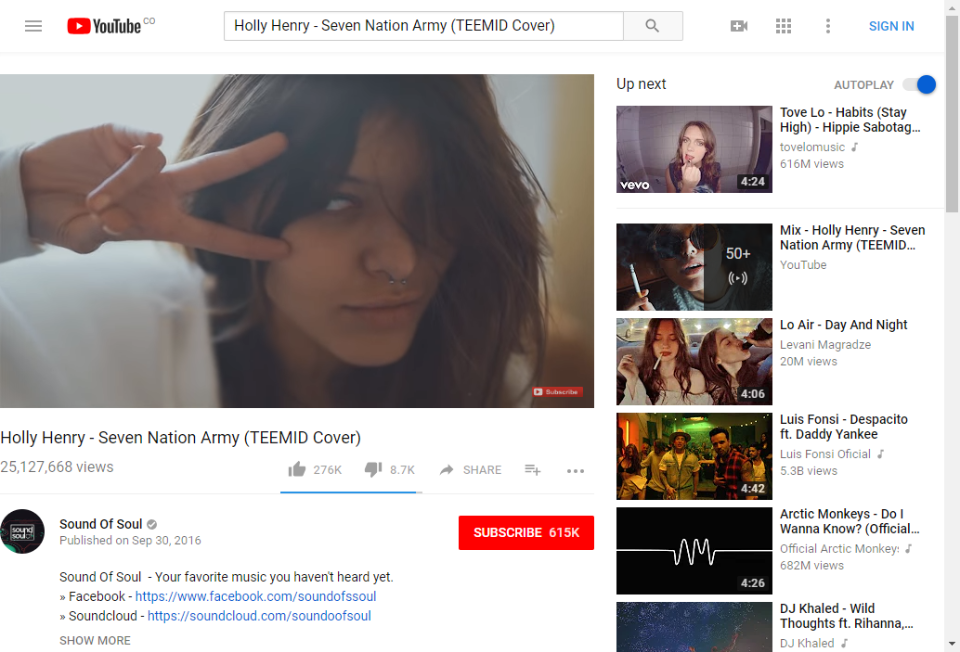 YouTube CO
Holly Henry - Seven Nation Army (TEEMID Cover)
SIGN IN
Subscribe
Holly Henry - Seven Nation Army (TEEMID Cover)
25,127,668 views
276K
8.7K
SHARE
sound
of
soul
Sound Of Soul
Published on Sep 30, 2016
SUBSCRIBE 615K
Sound Of Soul - Your favorite music you haven't heard yet.
» Facebook - https://www.facebook.com/soundofssoul
» Soundcloud - https://soundcloud.com/soundoofsoul
SHOW MORE
Up next
AUTOPLAY
vevo
4:24
Tove Lo - Habits (Stay
High) - Hippie Sabotag...
tovelomusic
616M views
50+
Mix - Holly Henry - Seven
Nation Army (TEEMID...
YouTube
4:06
Lo Air - Day And Night
Levani Magradze
20M views
4:42
Luis Fonsi - Despacito
ft. Daddy Yankee
Luis Fonsi Oficial
5.3B views
4:26
Arctic Monkeys - Do I
Wanna Know? (Official...
Official Arctic Monkey:
682M views
DJ Khaled - Wild
Thoughts ft. Rihanna,...
DJ Khaled